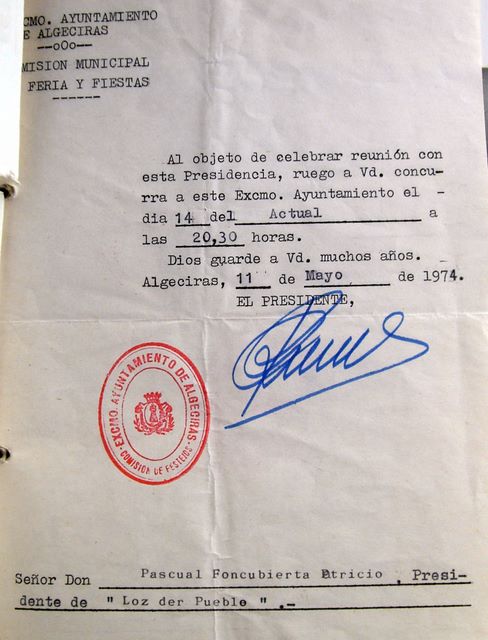 CMO. AYUNTAMIENTO
E ALGECIRAS
--oOo--
MISION MUNICIPAL
FERIA Y FIESTAS
------
Al objeto de celebrar reunión con
esta Presidencia, ruego a Vd. concu-
rra a este Excmo. Ayuntamiento el -
dia 14 del Actual a
las 20,30 horas.
Dios guarde a Vd. muchos años.
Algeciras, 11 de Mayo de 1974.
EL PRESIDENTE,
EXCMO. AYUNTAMIENTO DE ALGECIRAS
COMISION DE FESTEJOS
Señor Don Pascual Foncubierta Ptricio , Presi-
dente de " Loz der Pueblo " .-